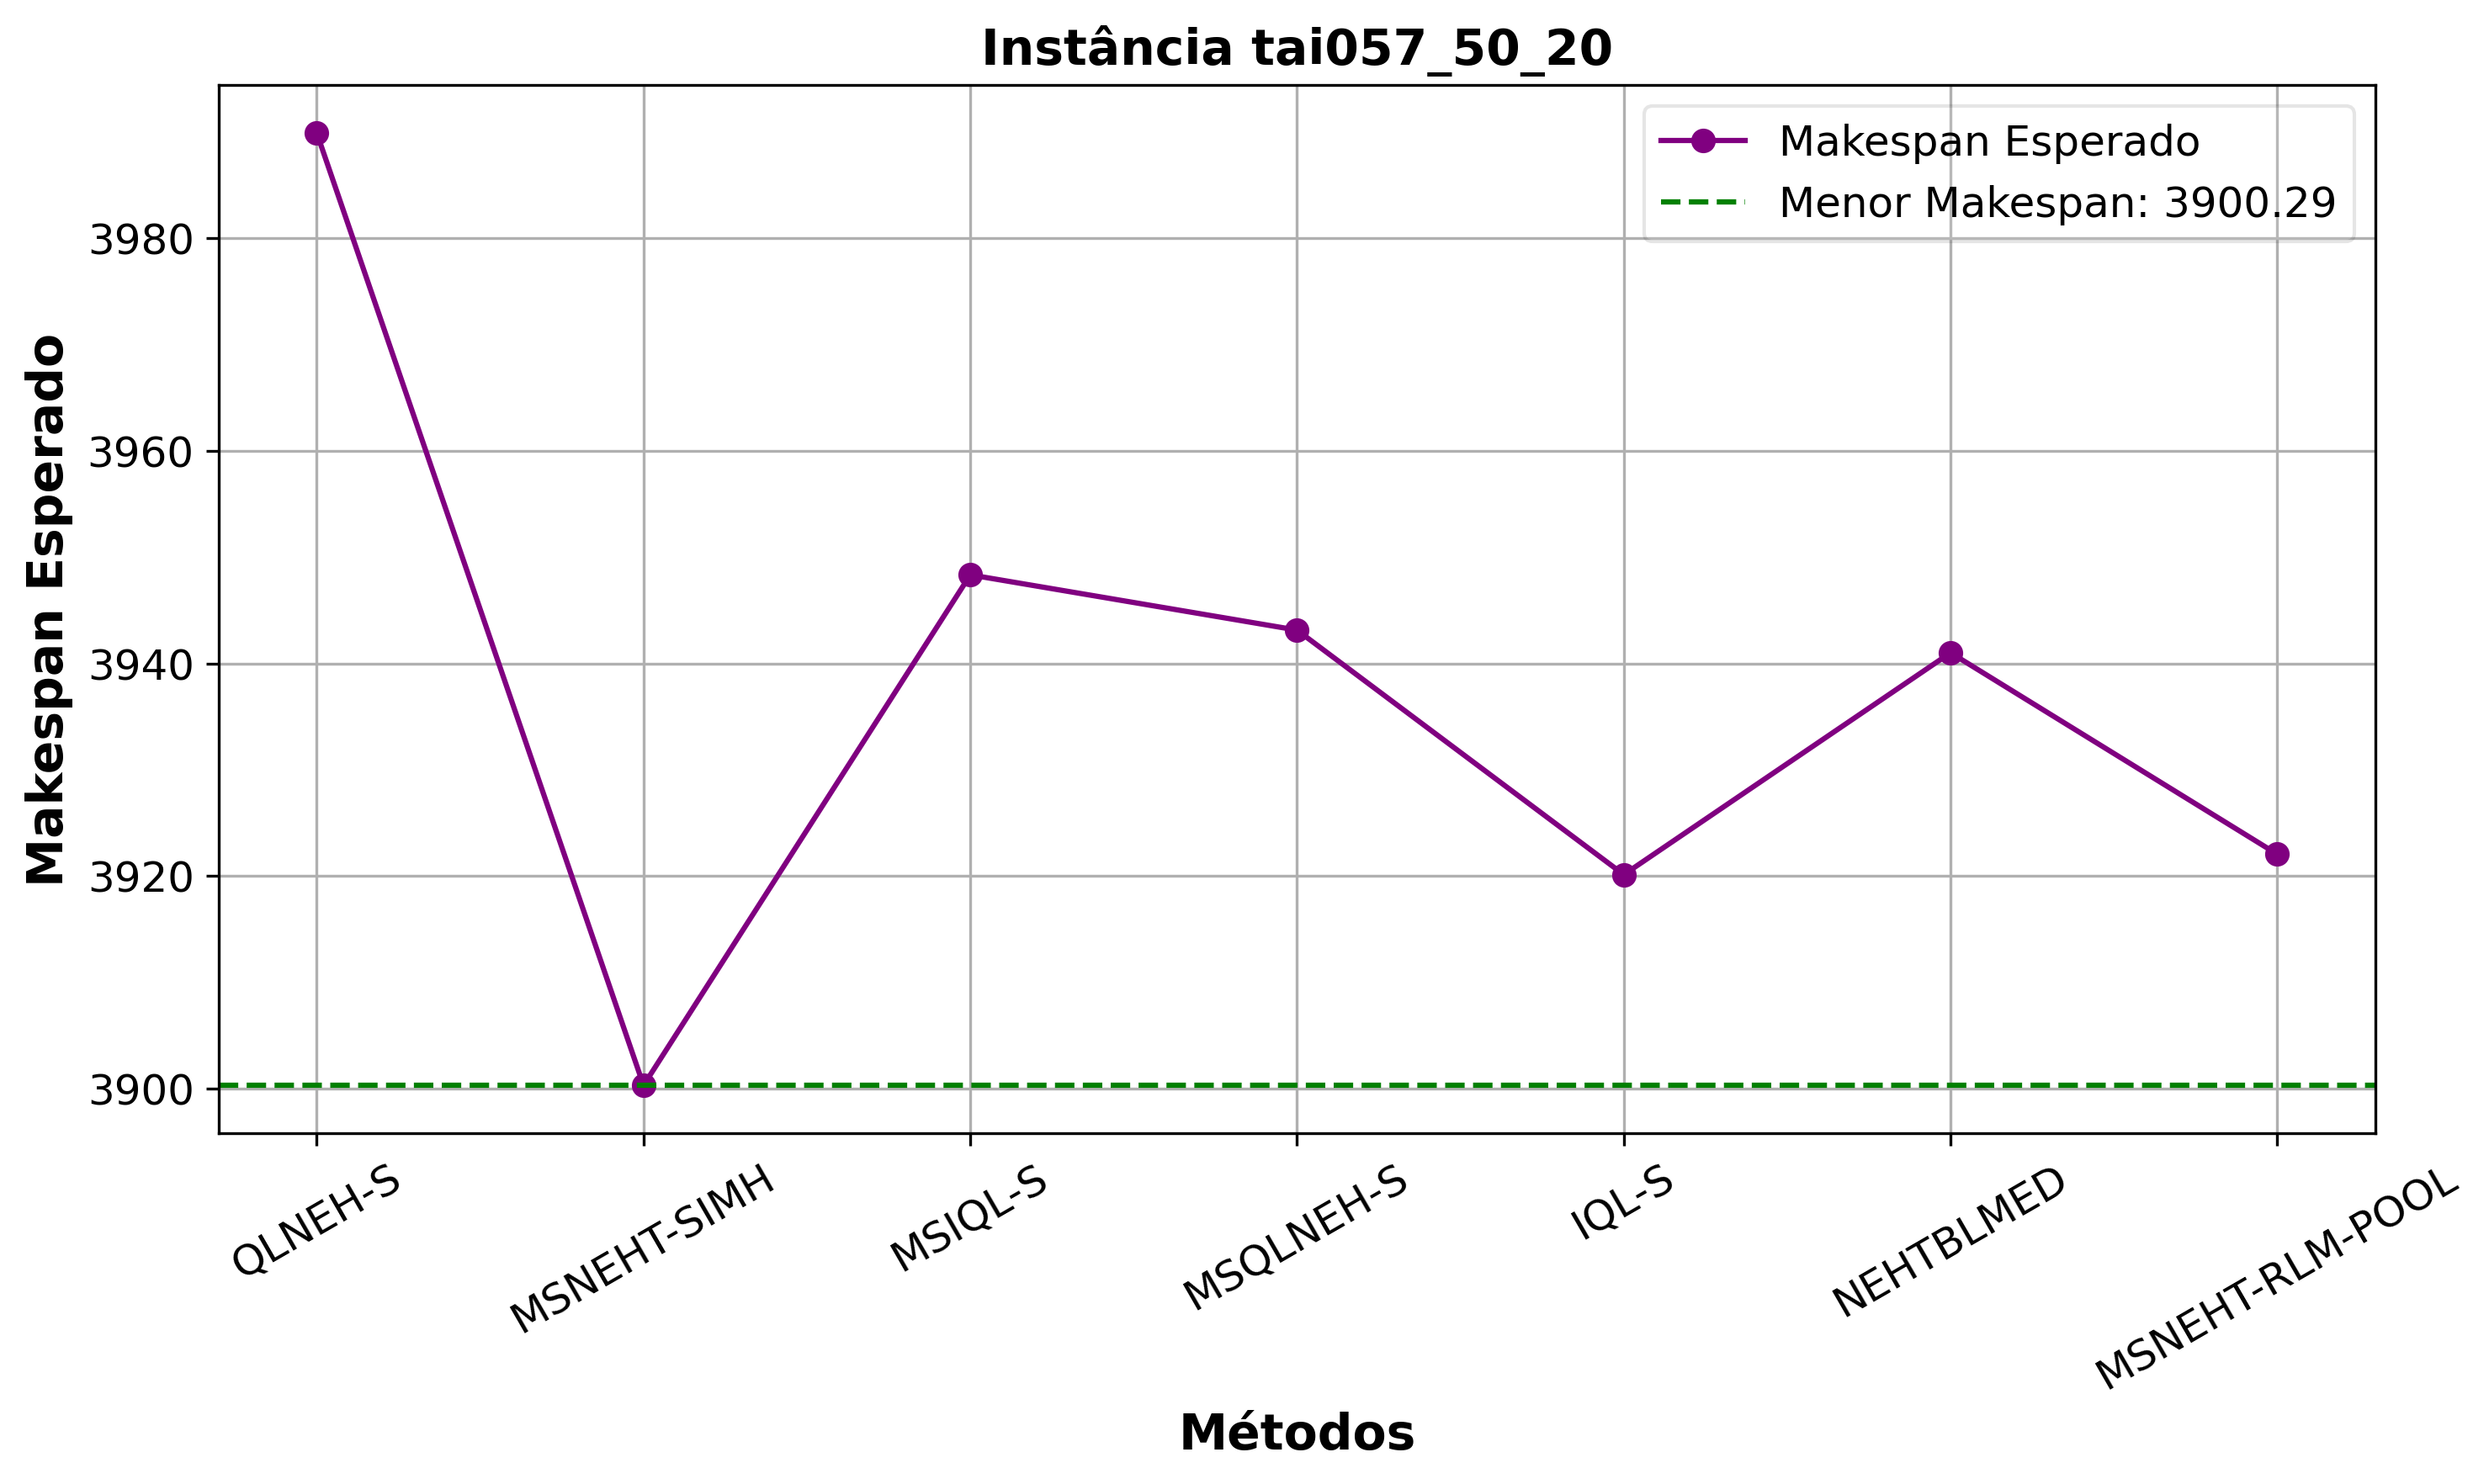 Instância tai057_50_20
Makespan Esperado
Menor Makespan: 3900.29
Makespan Esperado
3980
3960
3940
3920
3900
QLNEH-S
MSNEHT-SIMH
MSIQL-S
MSQLNEH-S
IQL-S
NEHTBLMED
MSNEHT-RLM-POOL
Métodos